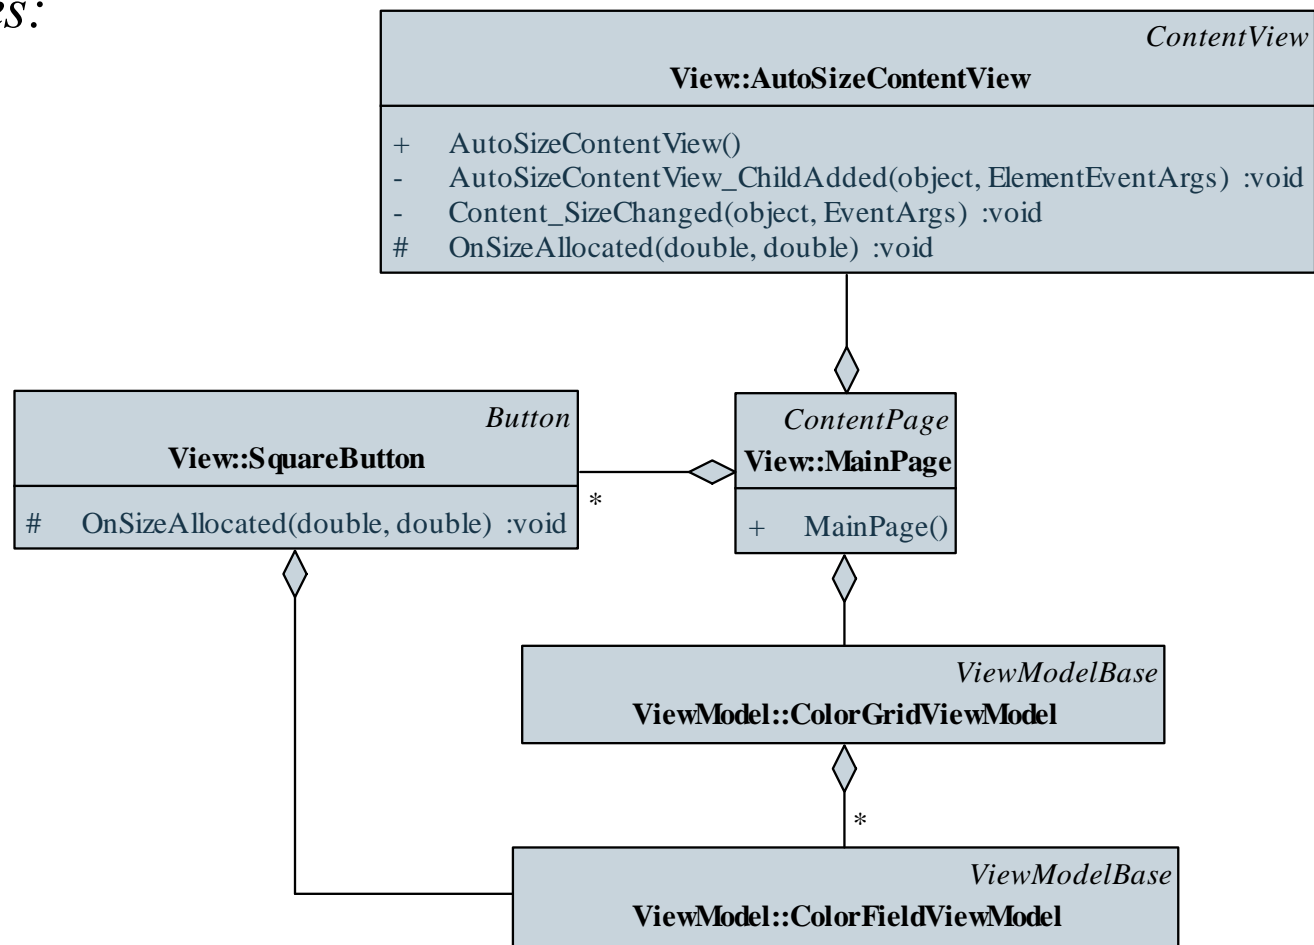 es:
ContentView
View::AutoSizeContentView
+ AutoSizeContentView()
- AutoSizeContentView_ChildAdded(object, ElementEventArgs) :void
- Content_SizeChanged(object, EventArgs) :void
# OnSizeAllocated(double, double) :void
Button
View::SquareButton
# OnSizeAllocated(double, double) :void
*
ContentPage
View::MainPage
+ MainPage()
ViewModelBase
ViewModel::ColorGridViewModel
*
ViewModelBase
ViewModel::ColorFieldViewModel